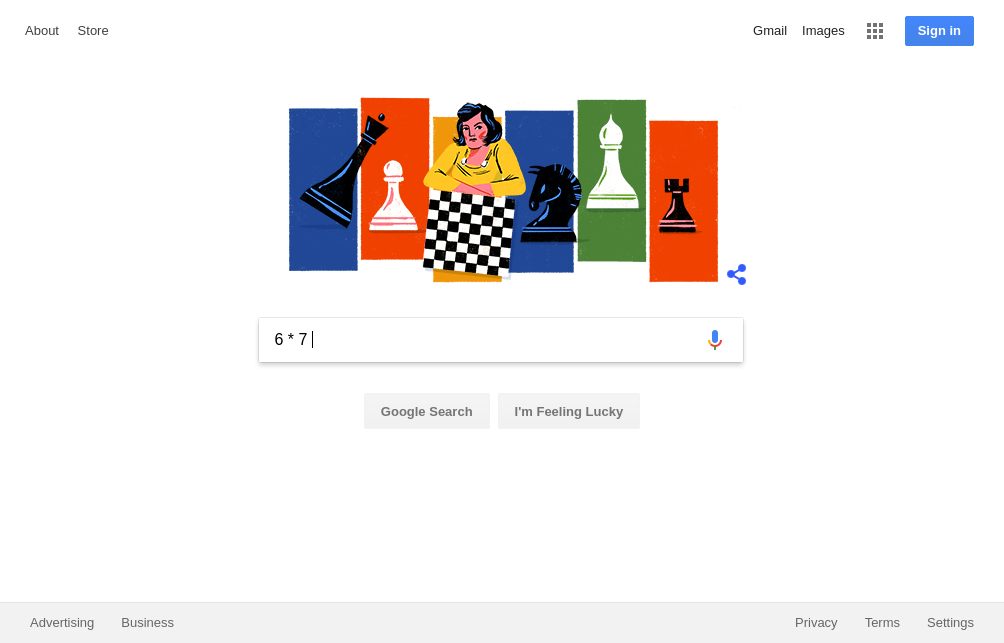 About Store Gmail Images Sign in
6 * 7
Google Search I'm Feeling Lucky
Advertising Business Privacy Terms Settings